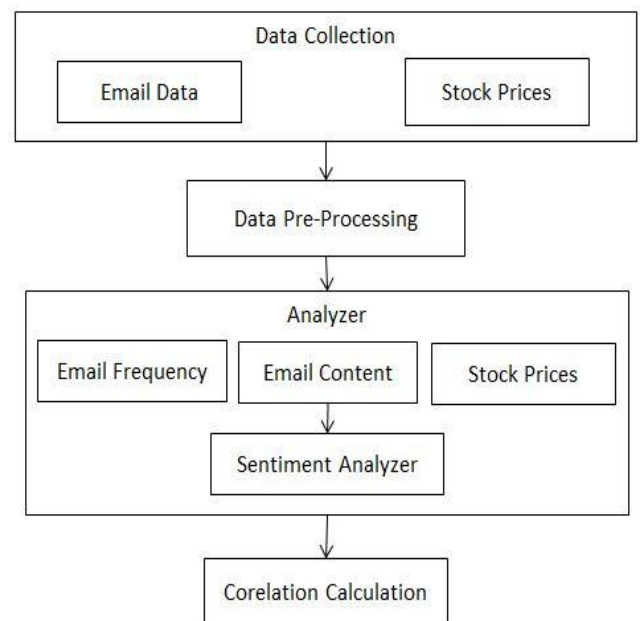 Data Collection
Email Data
Stock Prices
Data Pre-Processing
Analyzer
Email Frequency
Email Content
Stock Prices
Sentiment Analyzer
Corelation Calculation